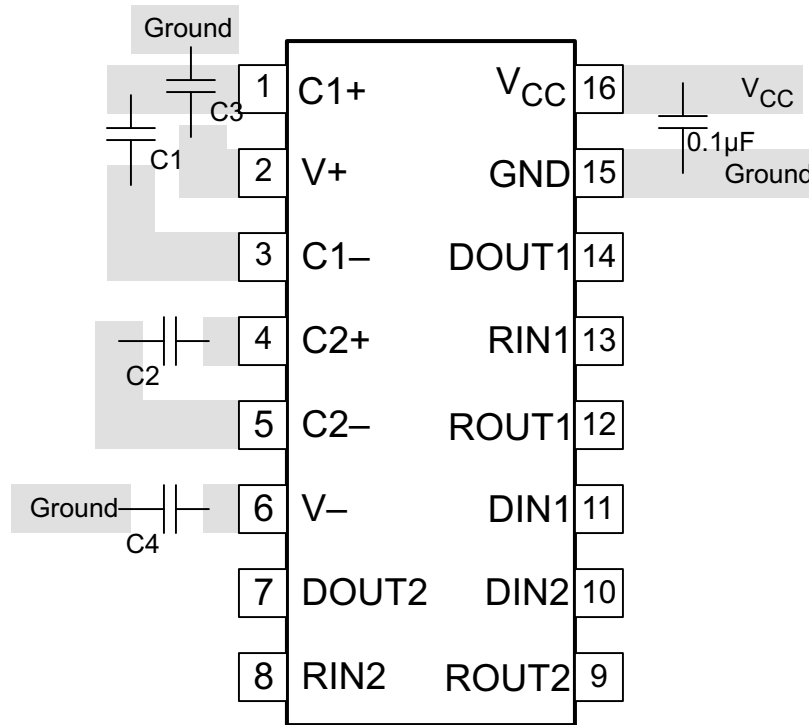 Ground
1 C1+ VCC 16 VCC
C3
C1 0.1µF
2 V+ GND 15 Ground
3 C1– DOUT1 14
4 C2+ RIN1 13
C2
5 C2– ROUT1 12
Ground 6 V– DIN1 11
C4
7 DOUT2 DIN2 10
8 RIN2 ROUT2 9